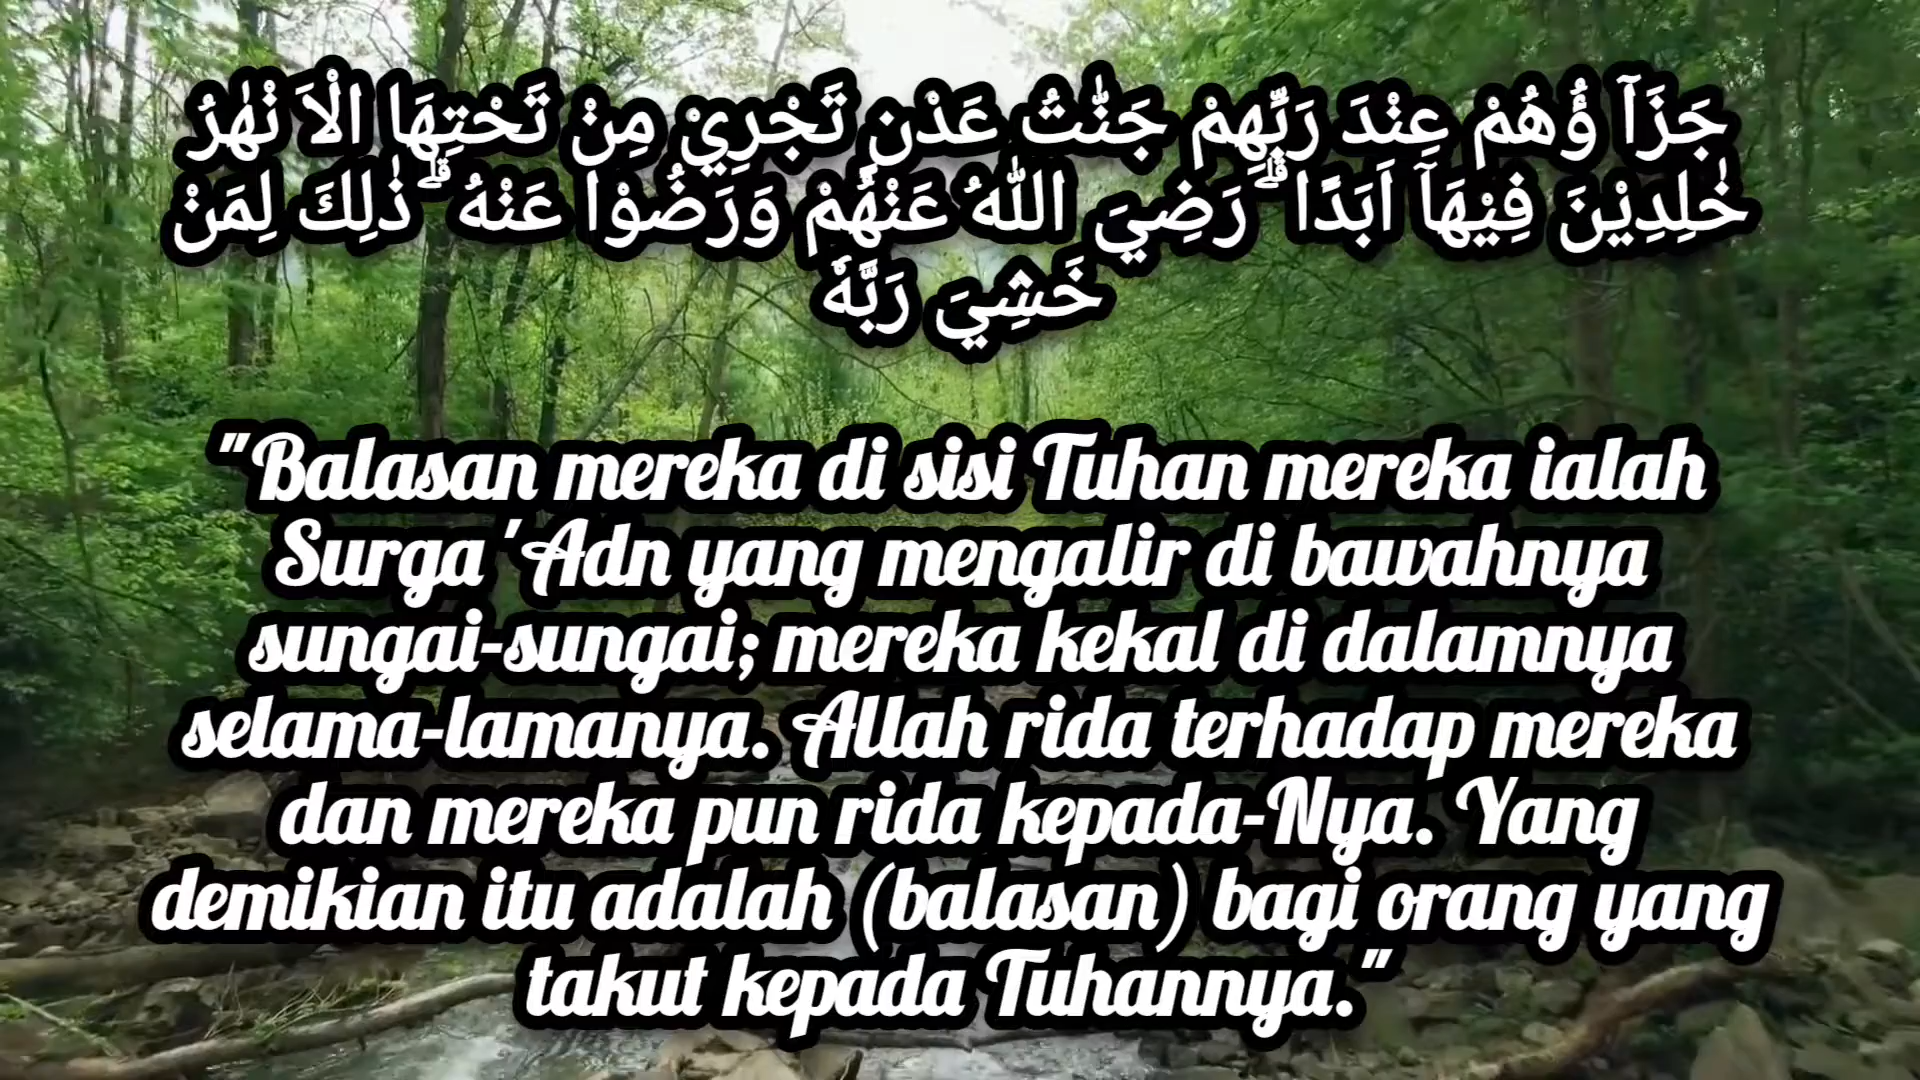 جَزَآ ؤُهُمْ عِنْدَ رَبِّهِمْ جَنّٰتُ عَدْنٍ تَجْرِيْ مِنْ تَحْتِهَا الْاَ نْهٰرُ
خٰلِدِيْنَ فِيْهَاۤ اَبَدًا ۗ رَضِيَ اللّٰهُ عَنْهُمْ وَرَضُوْا عَنْهُ ۗ ذٰلِكَ لِمَنْ
خَشِيَ رَبَّهٗ
"Balasan mereka di sisi Tuhan mereka ialah
Surga 'Adn yang mengalir di bawahnya
sungai-sungai; mereka kekal di dalamnya
selama-lamanya. Allah rida terhadap mereka
dan mereka pun rida kepada-Nya. Yang
demikian itu adalah (balasan) bagi orang yang
takut kepada Tuhannya."